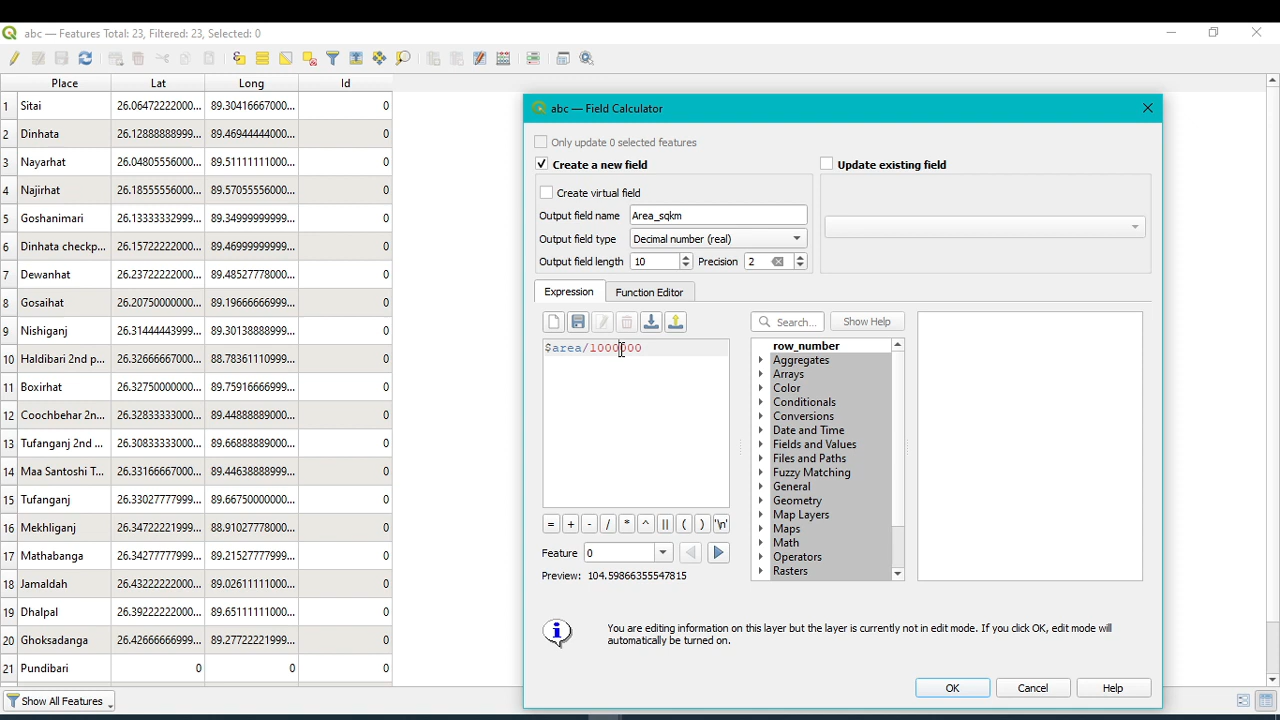 abc — Features Total: 23, Filtered: 23, Selected: 0
Place Lat Long Id
1 Sitai 26.06472222000... 89.30416667000... 0
2 Dinhata 26.12888888999... 89.46944444000... 0
3 Nayarhat 26.04805556000... 89.51111111000... 0
4 Najirhat 26.18555556000... 89.57055556000... 0
5 Goshanimari 26.13333332999... 89.34999999999... 0
6 Dinhata checkp... 26.15722222000... 89.46999999999... 0
7 Dewanhat 26.23722222000... 89.48527778000... 0
8 Gosaihat 26.20750000000... 89.19666666999... 0
9 Nishiganj 26.31444443999... 89.30138888999... 0
10 Haldibari 2nd p... 26.32666667000... 88.78361110999... 0
11 Boxirhat 26.32750000000... 89.75916666999... 0
12 Coochbehar 2n... 26.32833333000... 89.44888889000... 0
13 Tufanganj 2nd ... 26.30833333000... 89.66888889000... 0
14 Maa Santoshi T... 26.33166667000... 89.44638888999... 0
15 Tufanganj 26.33027777999... 89.66750000000... 0
16 Mekhliganj 26.34722221999... 88.91027778000... 0
17 Mathabanga 26.34277777999... 89.21527777999... 0
18 Jamaldah 26.43222222000... 89.02611111000... 0
19 Dhalpal 26.39222222000... 89.65111111000... 0
20 Ghoksadanga 26.42666666999... 89.27722221999... 0
21 Pundibari 0 0 0
Show All Features
abc — Field Calculator
Only update 0 selected features
Create a new field
Update existing field
Create virtual field
Output field name Area_sqkm
Output field type Decimal number (real)
Output field length 10 Precision 2
Expression Function Editor
Search... Show Help
$area/1000000
row_number
Aggregates
Arrays
Color
Conditionals
Conversions
Date and Time
Fields and Values
Files and Paths
Fuzzy Matching
General
Geometry
Map Layers
Maps
Math
Operators
Rasters
= + - / * ^ || ( ) '\n'
Feature 0
Preview: 104.59866355547815
You are editing information on this layer but the layer is currently not in edit mode. If you click OK, edit mode will
automatically be turned on.
OK Cancel Help